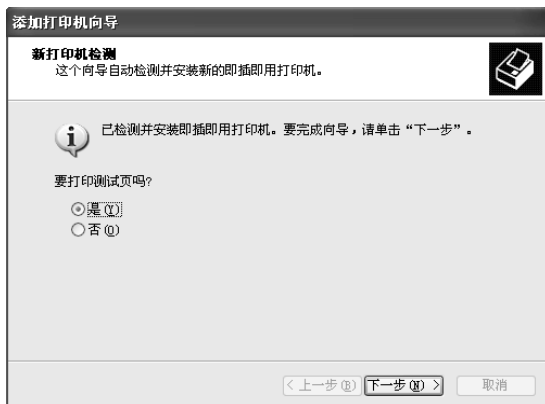 添加打印机向导
新打印机检测
这个向导自动检测并安装新的即插即用打印机。
已检测并安装即插即用打印机。要完成向导,请单击“下一步”。
要打印测试页吗?
是(Y)
否(O)
< 上一步(B)
下一步(N) >
取消